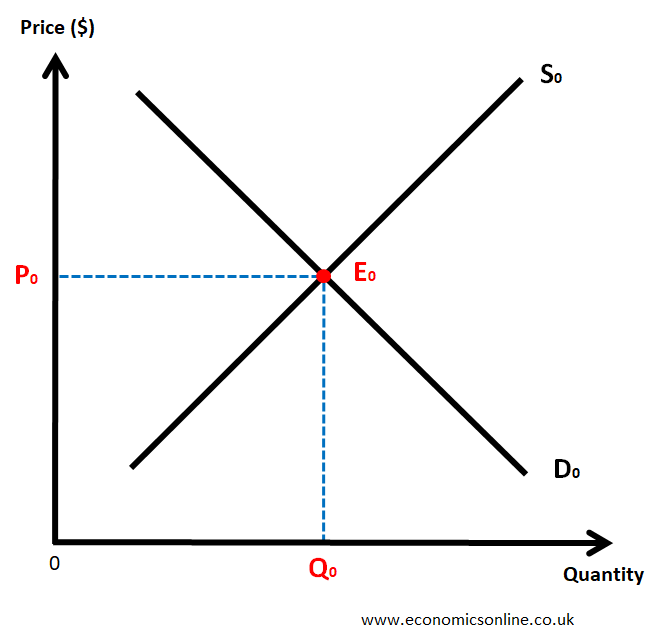 Price ($)
S₀
P₀
E₀
D₀
0
Q₀
Quantity
www.economicsonline.co.uk